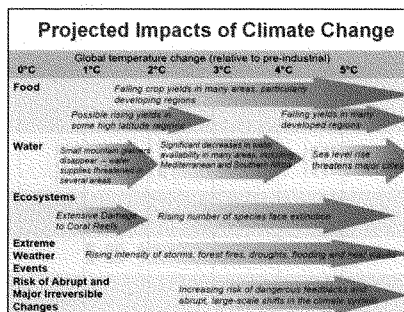 Projected Impacts of Climate Change
Global temperature change (relative to pre-industrial)
0°C 1°C 2°C 3°C 4°C 5°C
Food
Falling crop yields in many areas, particularly
developing regions
Possible rising yields in
some high latitude regions
Falling yields in many
developed regions
Water
Small mountain glaciers
disappear – water
supplies threatened in
several areas
Significant decreases in water
availability in many areas, including
Mediterranean and Southern Africa
Sea level rise
threatens major cities
Ecosystems
Extensive Damage
to Coral Reefs
Rising number of species face extinction
Extreme
Weather
Events
Rising intensity of storms, forest fires, droughts, flooding and heat waves
Risk of Abrupt and
Major Irreversible
Changes
Increasing risk of dangerous feedbacks and
abrupt, large-scale shifts in the climate system